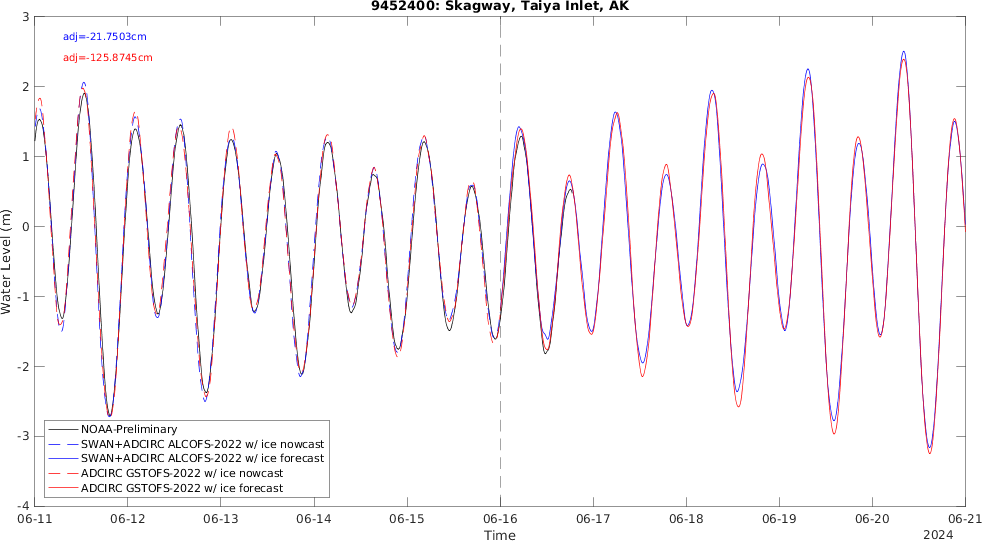 9452400: Skagway, Taiya Inlet, AK
adj=-21.7503cm
adj=-125.8745cm
Water Level (m)
3
2
1
0
-1
-2
-3
-4
NOAA-Preliminary
SWAN+ADCIRC ALCOFS-2022 w/ ice nowcast
SWAN+ADCIRC ALCOFS-2022 w/ ice forecast
ADCIRC GSTOFS-2022 w/ ice nowcast
ADCIRC GSTOFS-2022 w/ ice forecast
06-11 06-12 06-13 06-14 06-15 06-16 06-17 06-18 06-19 06-20 06-21
Time
2024